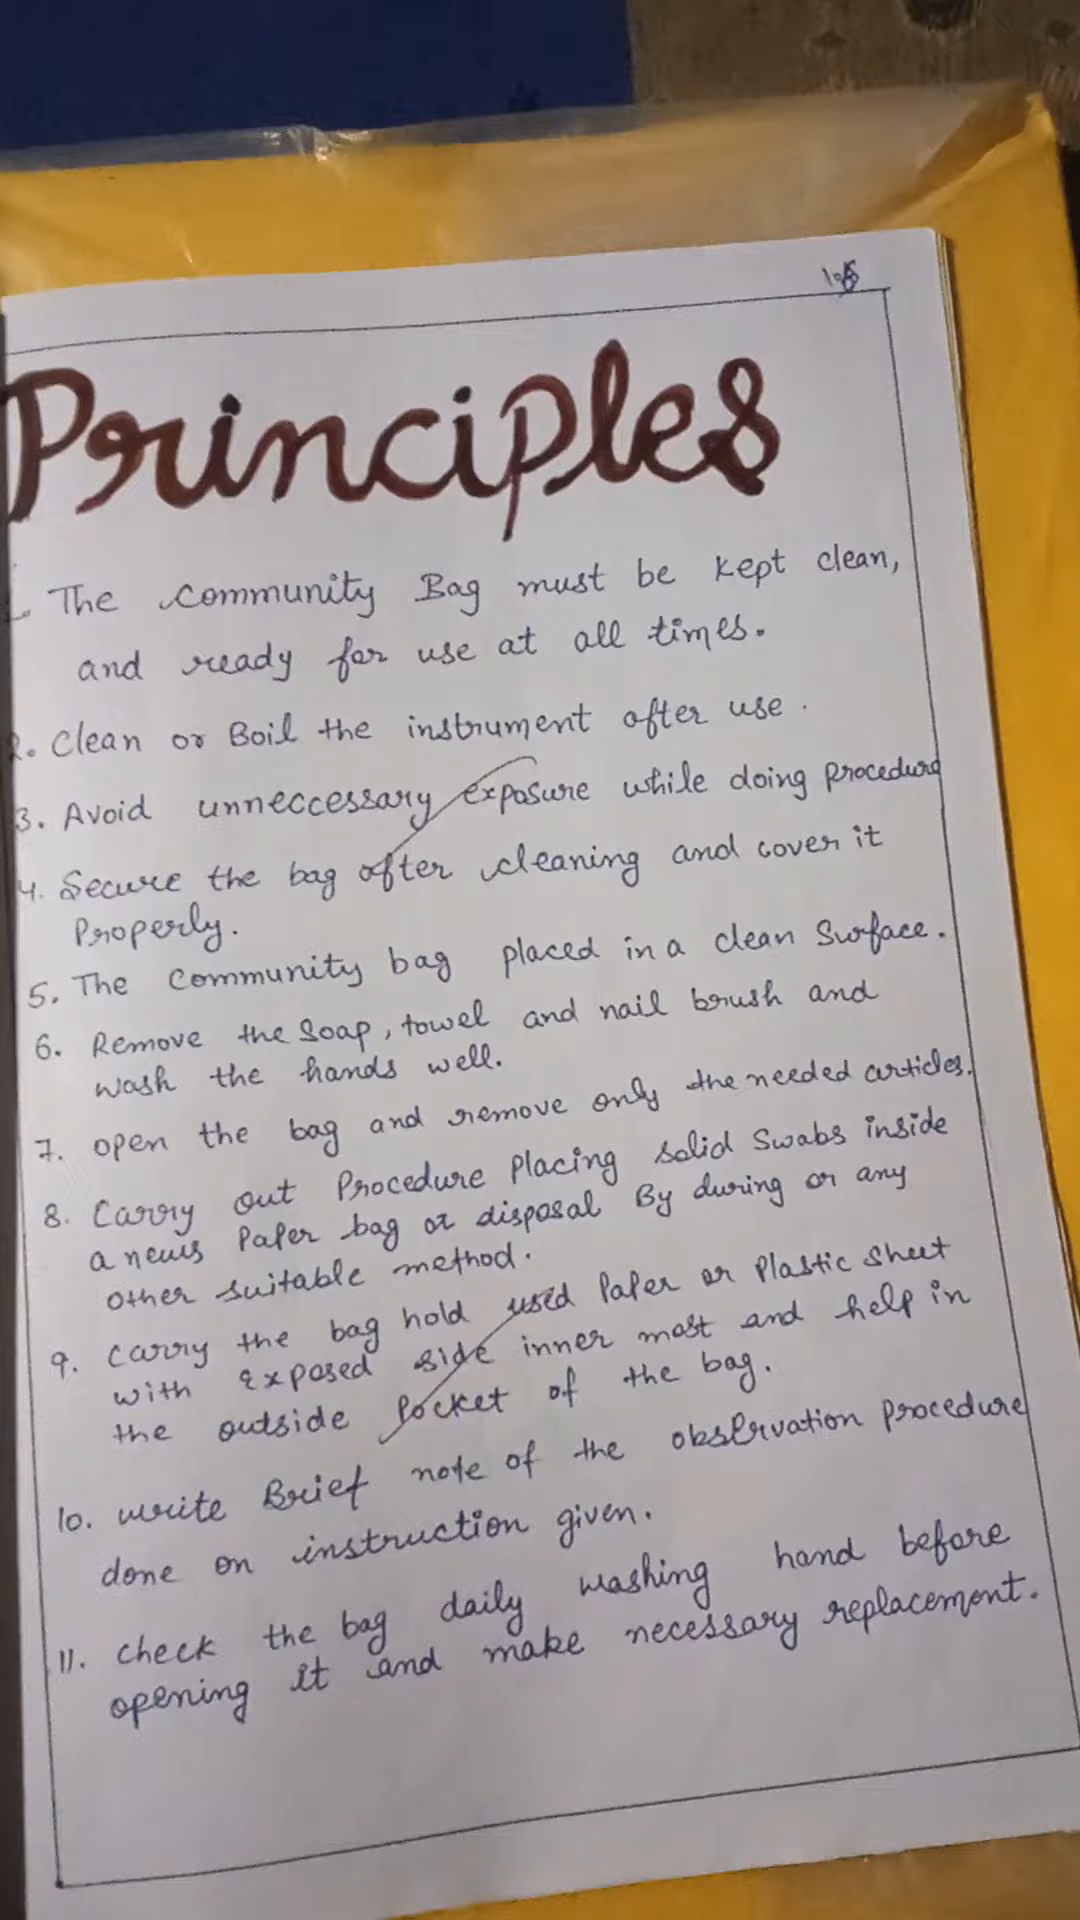 Principles
1. The Community Bag must be kept clean,
and ready for use at all times.
2. Clean or Boil the instrument after use.
3. Avoid unneccessary exposure while doing procedure
4. Secure the bag after cleaning and cover it
Properly.
5. The Community bag placed in a clean Surface.
6. Remove the Soap, towel and nail brush and
wash the hands well.
7. open the bag and remove only the needed articles.
8. Carry out Procedure Placing solid Swabs inside
a news Paper bag or disposal By during or any
other suitable method.
9. Carry the bag hold used Paper or Plastic Sheet
with Exposed side inner most and help in
the outside Pocket of the bag.
10. write Brief note of the observation procedure
done on instruction given.
11. Check the bag daily washing hand before
opening it and make necessary replacement.